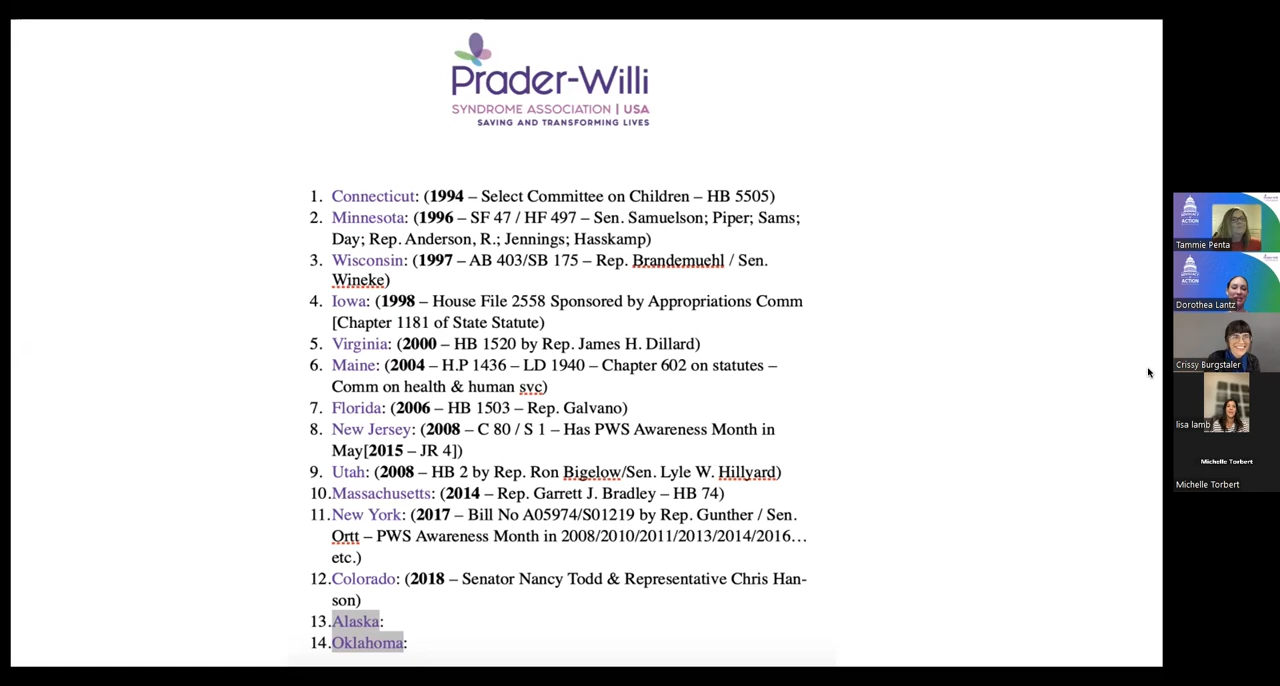 Prader-Willi
SYNDROME ASSOCIATION | USA
SAVING AND TRANSFORMING LIVES
1. Connecticut: (1994 – Select Committee on Children – HB 5505)
2. Minnesota: (1996 – SF 47 / HF 497 – Sen. Samuelson; Piper; Sams;
Day; Rep. Anderson, R.; Jennings; Hasskamp)
3. Wisconsin: (1997 – AB 403/SB 175 – Rep. Brandemuehl / Sen.
Wineke)
4. Iowa: (1998 – House File 2558 Sponsored by Appropriations Comm
[Chapter 1181 of State Statute)
5. Virginia: (2000 – HB 1520 by Rep. James H. Dillard)
6. Maine: (2004 – H.P 1436 – LD 1940 – Chapter 602 on statutes –
Comm on health & human svc)
7. Florida: (2006 – HB 1503 – Rep. Galvano)
8. New Jersey: (2008 – C 80 / S 1 – Has PWS Awareness Month in
May[2015 – JR 4])
9. Utah: (2008 – HB 2 by Rep. Ron Bigelow/Sen. Lyle W. Hillyard)
10.Massachusetts: (2014 – Rep. Garrett J. Bradley – HB 74)
11.New York: (2017 – Bill No A05974/S01219 by Rep. Gunther / Sen.
Ortt – PWS Awareness Month in 2008/2010/2011/2013/2014/2016…
etc.)
12.Colorado: (2018 – Senator Nancy Todd & Representative Chris Han-
son)
13.Alaska:
14.Oklahoma:
ACTION
Tammie Penta
ACTION
Dorothea Lantz
Crissy Burgstaler
lisa lamb
Michelle Torbert
Michelle Torbert